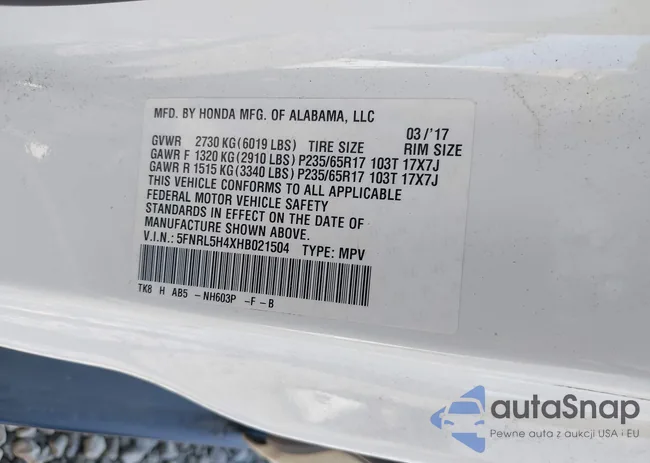 MFD. BY HONDA MFG. OF ALABAMA, LLC
03/'17
GVWR 2730 KG(6019 LBS) TIRE SIZE RIM SIZE
GAWR F 1320 KG(2910 LBS) P235/65R17 103T 17X7J
GAWR R 1515 KG(3340 LBS) P235/65R17 103T 17X7J
THIS VEHICLE CONFORMS TO ALL APPLICABLE
FEDERAL MOTOR VEHICLE SAFETY
STANDARDS IN EFFECT ON THE DATE OF
MANUFACTURE SHOWN ABOVE.
V.I.N.: 5FNRL5H4XHB021504 TYPE: MPV
TK8 H AB5 -NH603P -F-B
autoSnap
Pewne auta z aukcji USA i EU